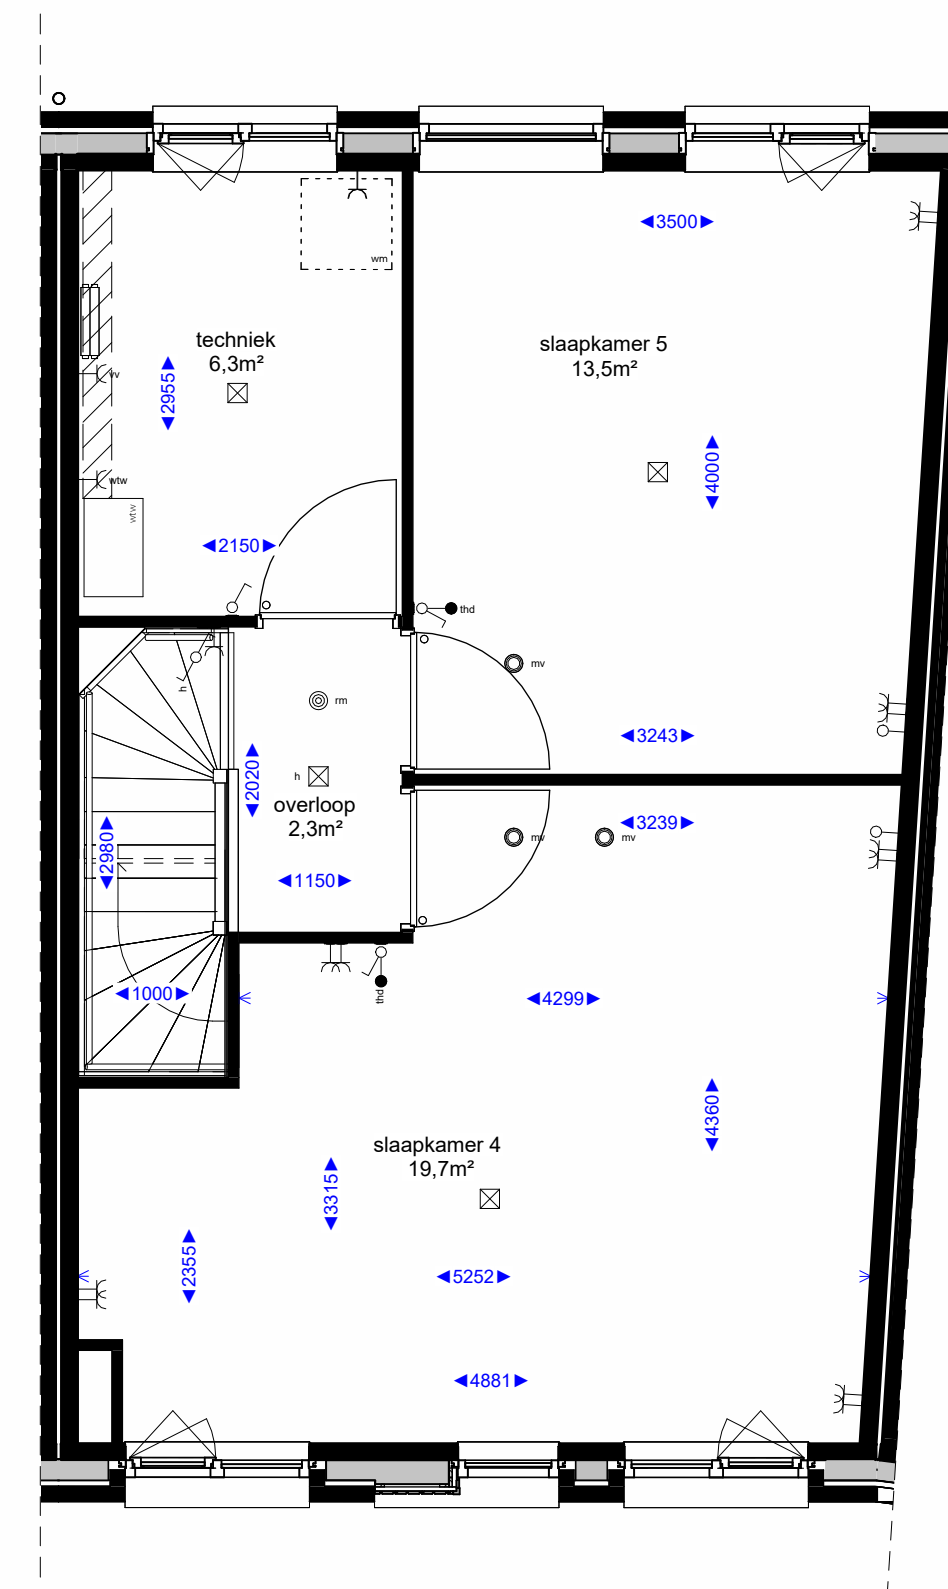 3500
wm
techniek
6,3m²
slaapkamer 5
13,5m²
vv
2955
4000
wtw
wtw
2150
thd
mv
h
rm
3243
2020
h
overloop
2,3m²
3239
mv
mv
2980
1150
1000
thd
4299
4360
slaapkamer 4
19,7m²
3315
2355
5252
4881